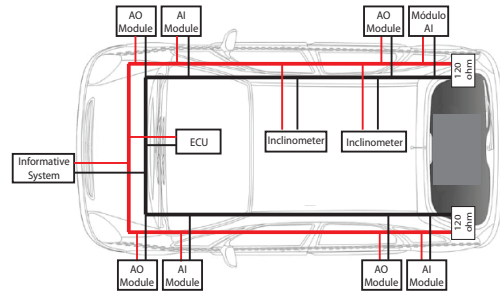 AO
Module
AI
Module
AO
Module
Módulo
AI
120
ohm
ECU
Inclinometer
Inclinometer
Informative
System
120
ohm
AO
Module
AI
Module
AO
Module
AI
Module